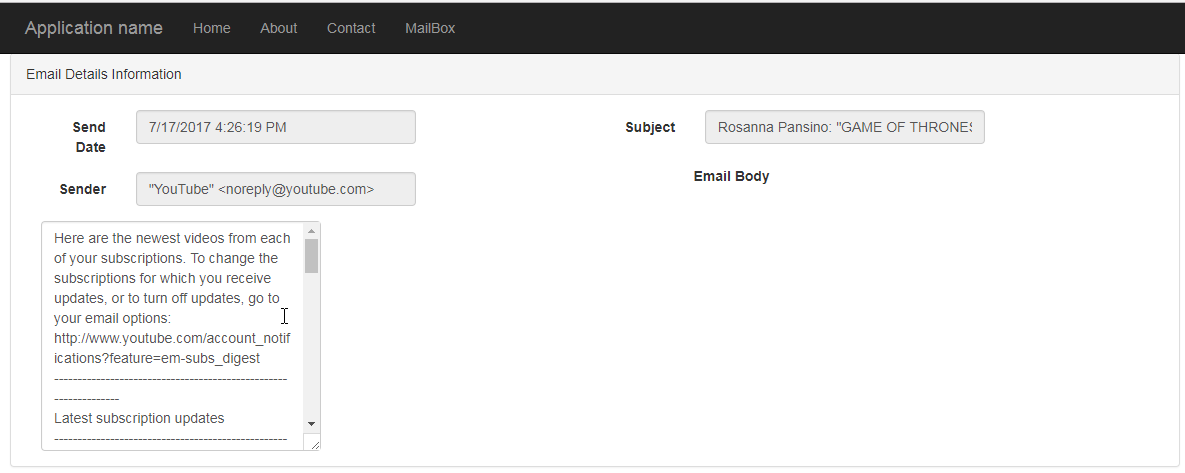 Application name Home About Contact MailBox
Email Details Information
Send Date 7/17/2017 4:26:19 PM
Subject Rosanna Pansino: "GAME OF THRONES
Sender "YouTube" <noreply@youtube.com>
Email Body
Here are the newest videos from each
of your subscriptions. To change the
subscriptions for which you receive
updates, or to turn off updates, go to
your email options:
http://www.youtube.com/account_notif
ications?feature=em-subs_digest
--------------------------------------------------
--------------
Latest subscription updates
--------------------------------------------------